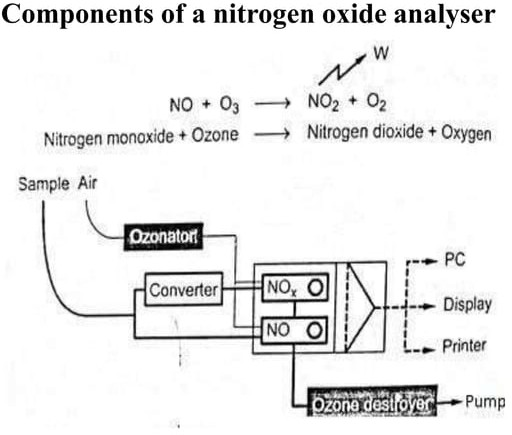 Components of a nitrogen oxide analyser
W
NO + O₃ → NO₂ + O₂
Nitrogen monoxide + Ozone → Nitrogen dioxide + Oxygen
Sample Air
Ozonatort
PC
Converter
NOₓ
Display
NO
Printer
Ozone destroyer
Pump